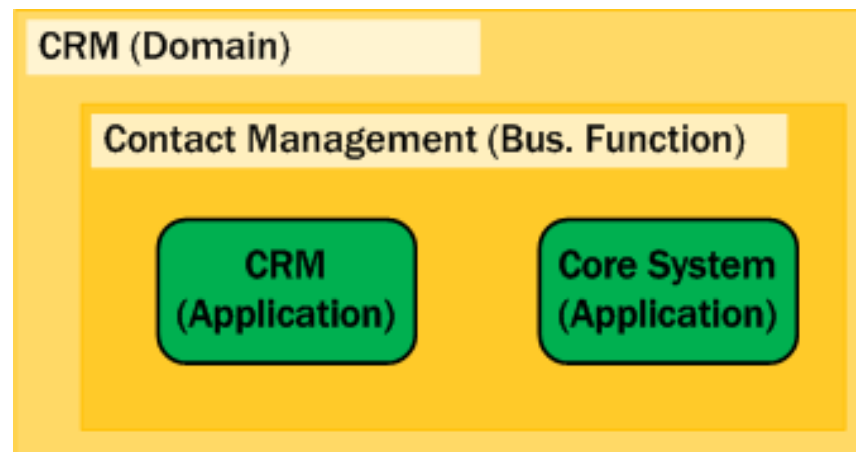 CRM (Domain)
Contact Management (Bus. Function)
CRM
(Application)
Core System
(Application)